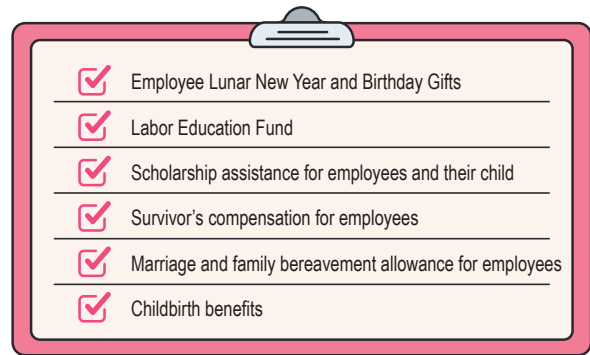 Employee Lunar New Year and Birthday Gifts
Labor Education Fund
Scholarship assistance for employees and their child
Survivor’s compensation for employees
Marriage and family bereavement allowance for employees
Childbirth benefits